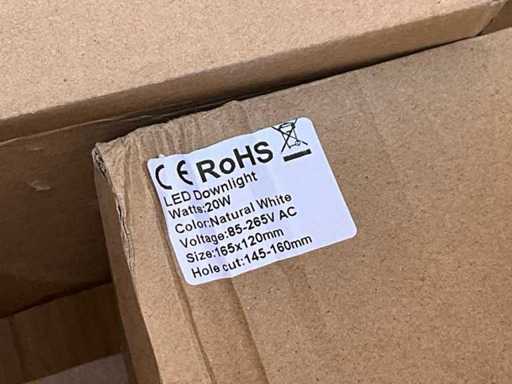 CE RoHS
LED Downlight
Watts:20W
Color:Natural White
Voltage:85-265V AC
Size:165x120mm
Hole cut:145-160mm